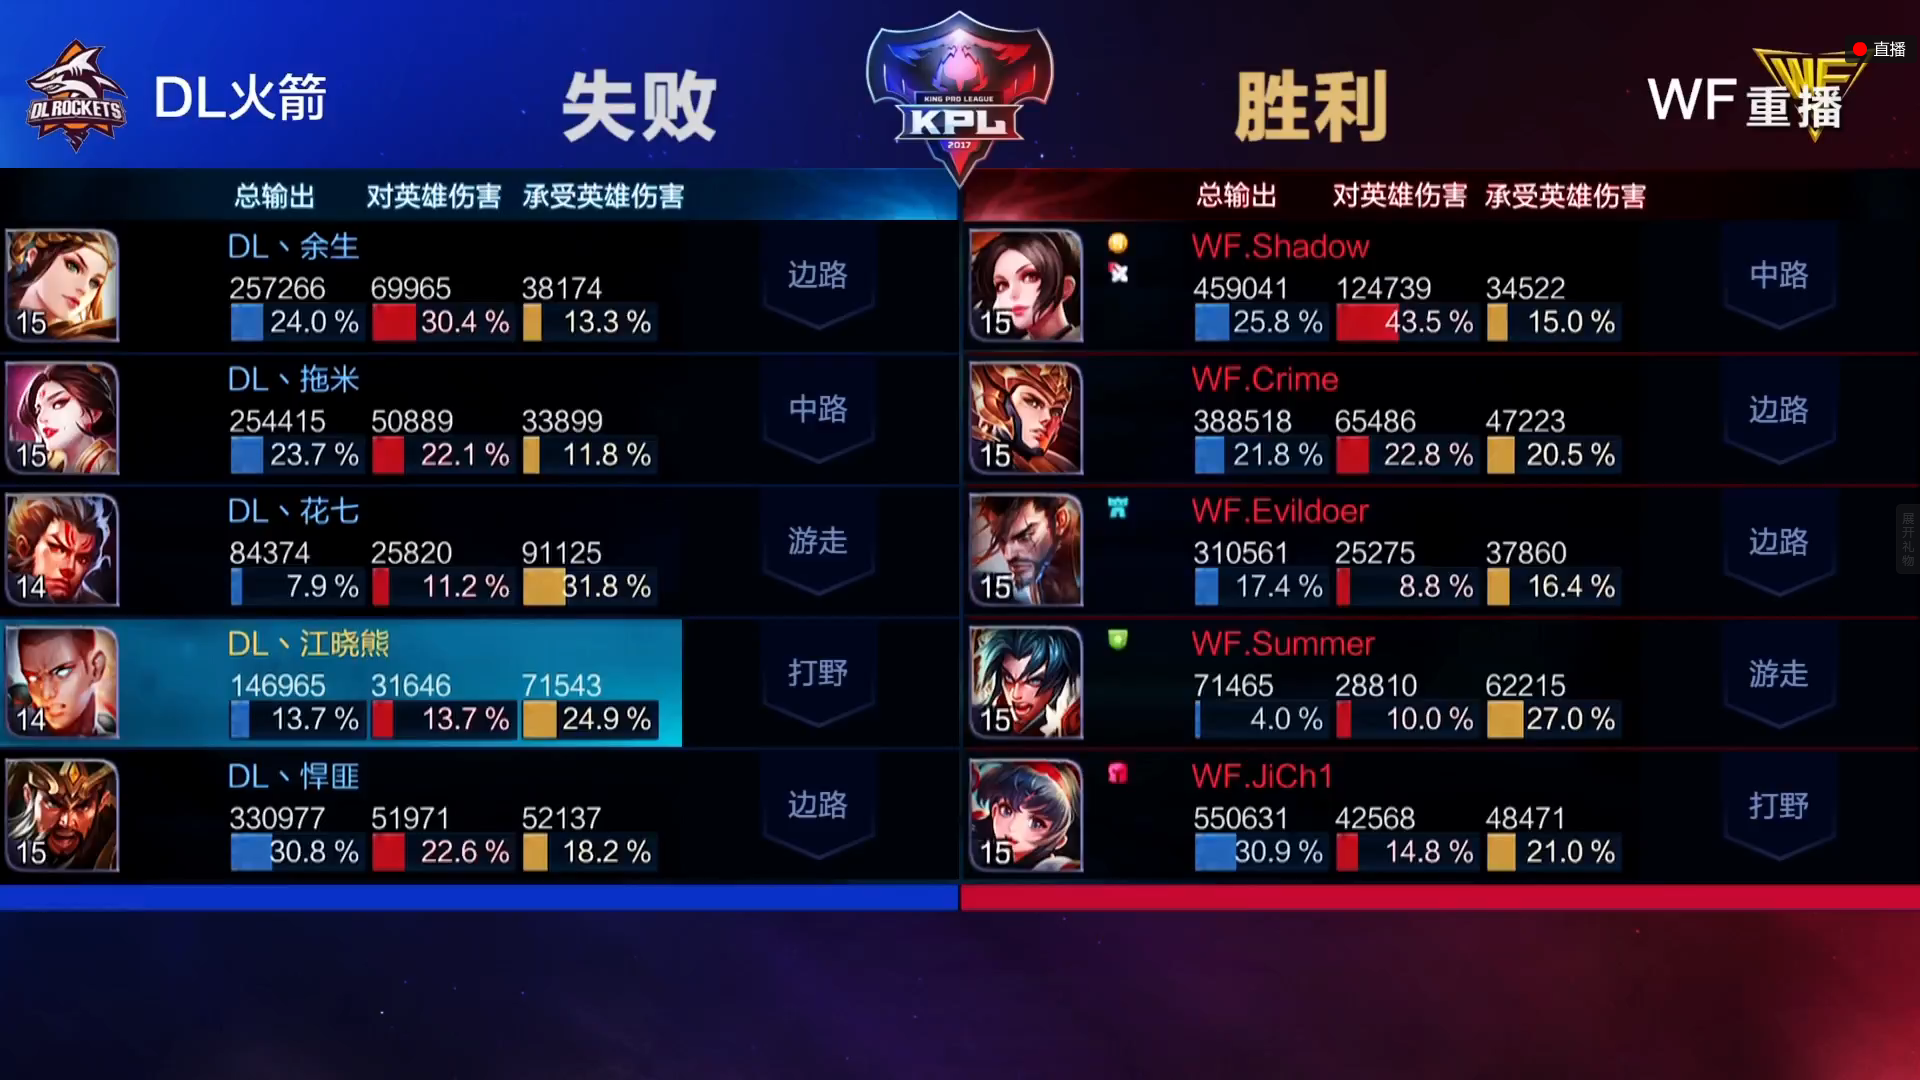 DL火箭
失败
KING PRO LEAGUE
KPL
2017
胜利
WF
重播
直播
DL ROCKETS
WF
总输出 对英雄伤害 承受英雄伤害
DL、余生
257266 69965 38174
15 24.0 % 30.4 % 13.3 %
边路
DL、拖米
254415 50889 33899
15 23.7 % 22.1 % 11.8 %
中路
DL、花七
84374 25820 91125
14 7.9 % 11.2 % 31.8 %
游走
DL、江晓熊
146965 31646 71543
14 13.7 % 13.7 % 24.9 %
打野
DL、悍匪
330977 51971 52137
15 30.8 % 22.6 % 18.2 %
边路
总输出 对英雄伤害 承受英雄伤害
WF.Shadow
459041 124739 34522
15 25.8 % 43.5 % 15.0 %
中路
WF.Crime
388518 65486 47223
15 21.8 % 22.8 % 20.5 %
边路
WF.Evildoer
310561 25275 37860
15 17.4 % 8.8 % 16.4 %
边路
WF.Summer
71465 28810 62215
15 4.0 % 10.0 % 27.0 %
游走
WF.JiCh1
550631 42568 48471
15 30.9 % 14.8 % 21.0 %
打野
展开礼物